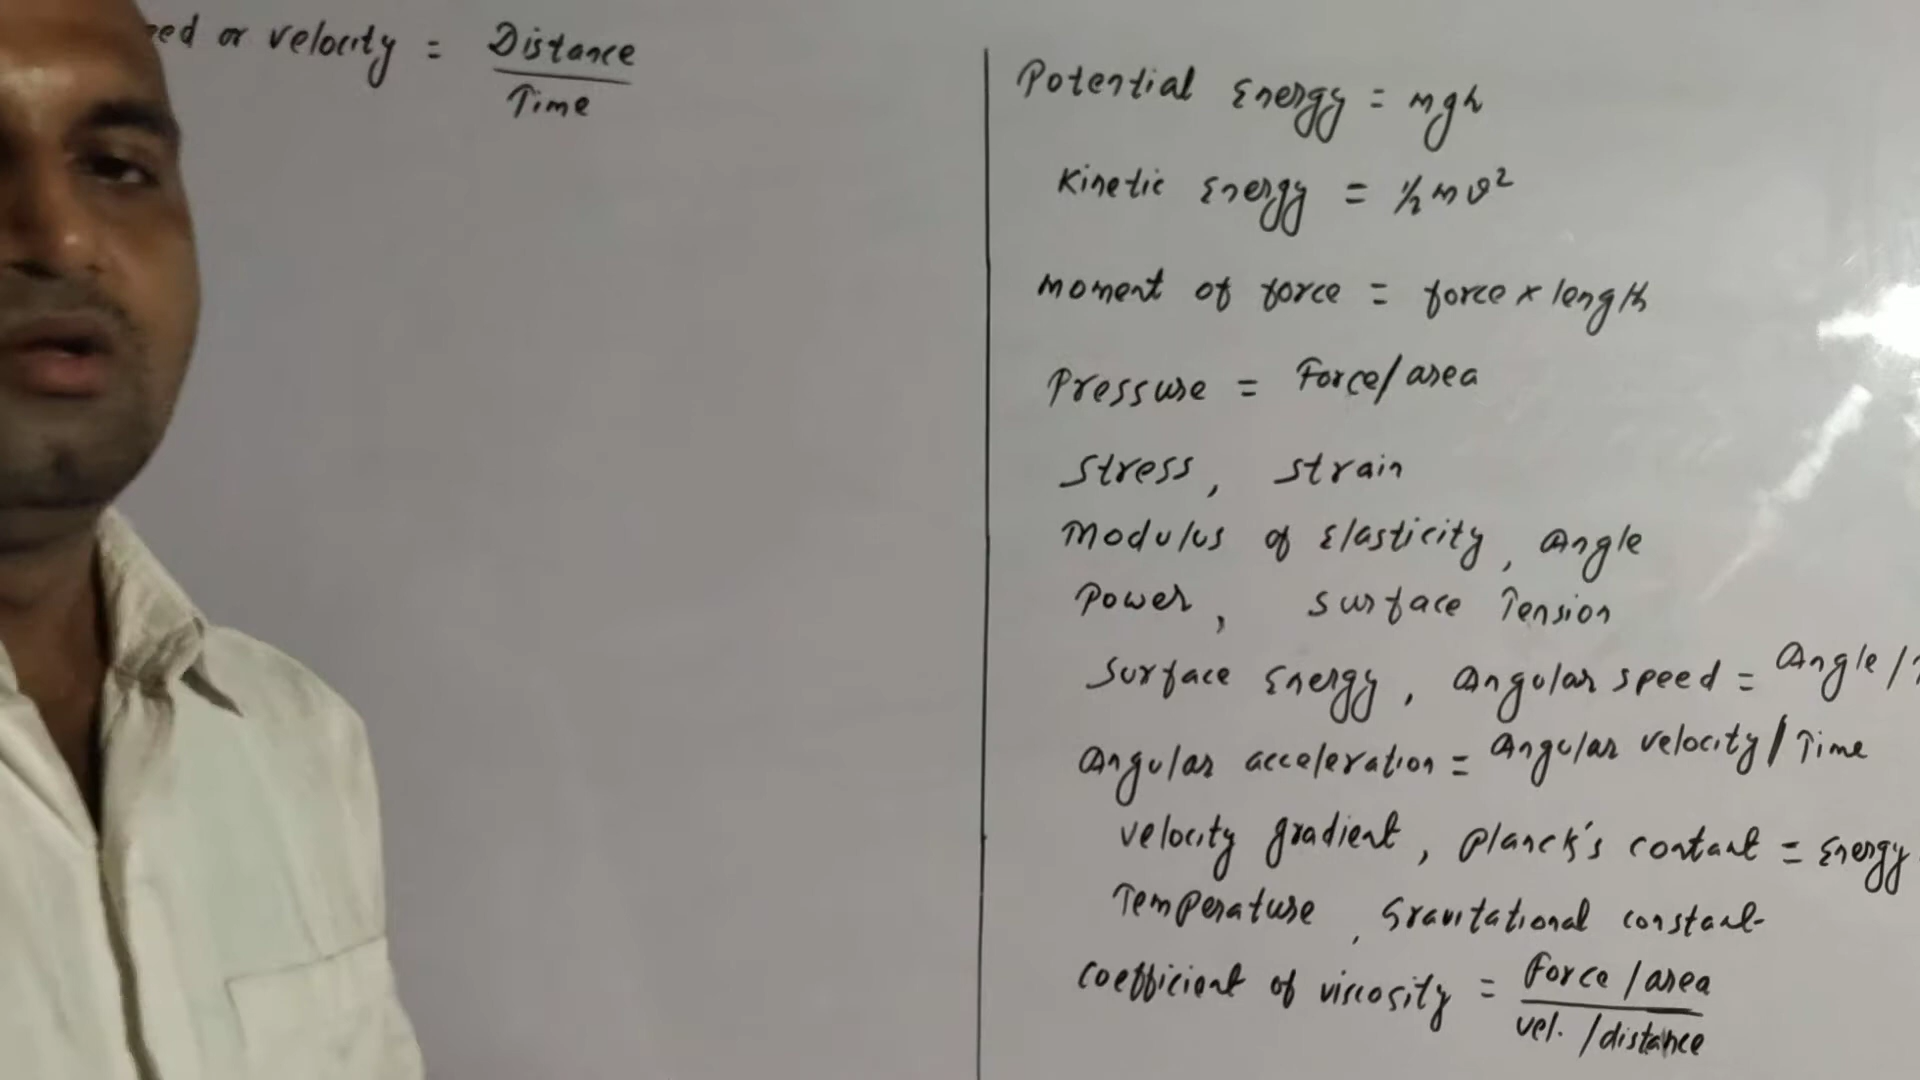 or velocity = Distance
Time
Potential Energy = mgh
Kinetic Energy = 1/2 mv²
moment of force = force × length
Pressure = Force/area
Stress, Strain
Modulus of Elasticity, Angle
Power, Surface Tension
Surface Energy, Angular speed = Angle /
Angular acceleration = Angular velocity / Time
velocity gradient, Planck's contant = Energy
Temperature, Gravitational constant
coefficient of viscosity = Force / area
vel. / distance